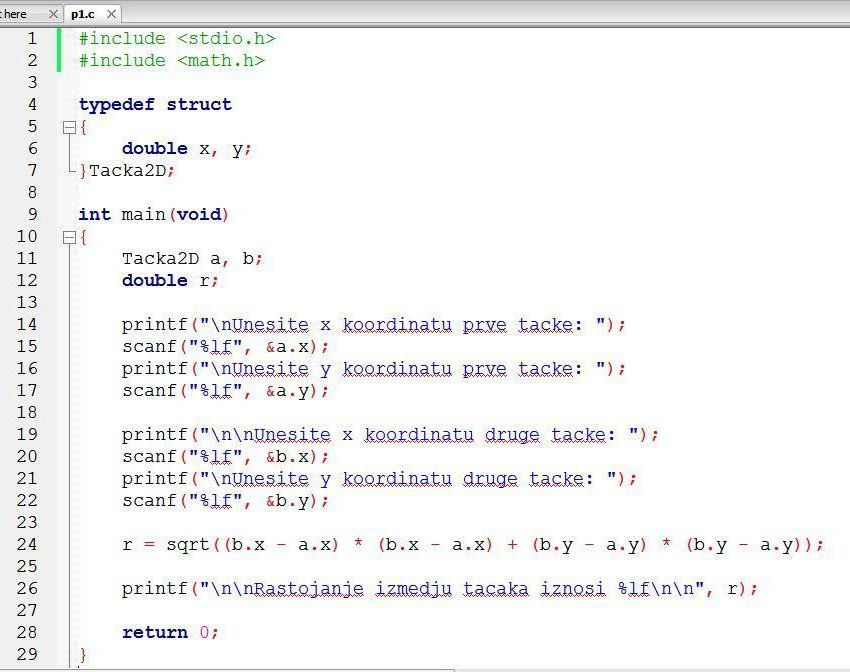 t here
p1.c
1 #include <stdio.h>
2 #include <math.h>
3
4 typedef struct
5 {
6     double x, y;
7 }Tacka2D;
8
9 int main(void)
10 {
11     Tacka2D a, b;
12     double r;
13
14     printf("\nUnesite x koordinatu prve tacke: ");
15     scanf("%lf", &a.x);
16     printf("\nUnesite y koordinatu prve tacke: ");
17     scanf("%lf", &a.y);
18
19     printf("\n\nUnesite x koordinatu druge tacke: ");
20     scanf("%lf", &b.x);
21     printf("\nUnesite y koordinatu druge tacke: ");
22     scanf("%lf", &b.y);
23
24     r = sqrt((b.x - a.x) * (b.x - a.x) + (b.y - a.y) * (b.y - a.y));
25
26     printf("\n\nRastojanje izmedju tacaka iznosi %lf\n\n", r);
27
28     return 0;
29 }